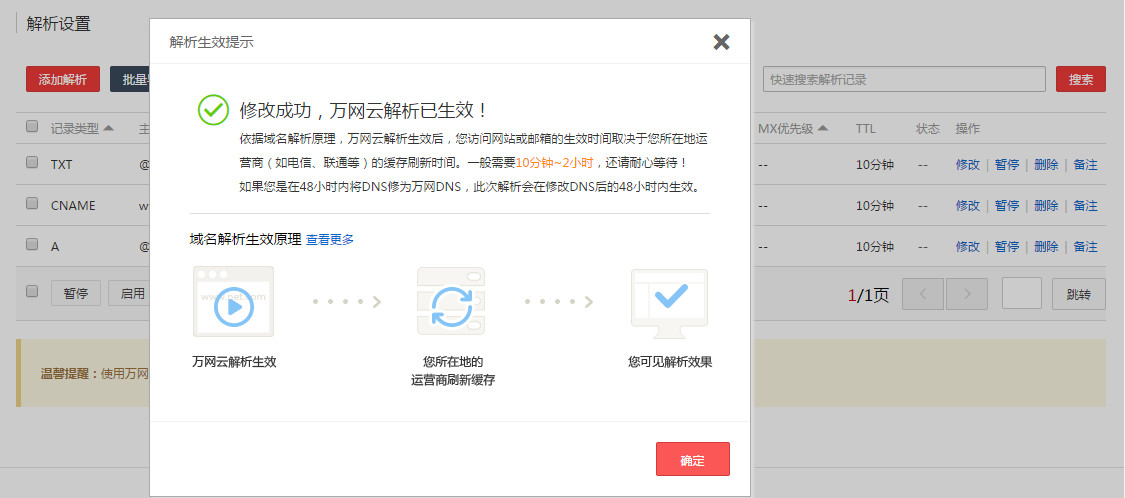 解析设置
解析生效提示
添加解析
批量
快速搜索解析记录
搜索
修改成功，万网云解析已生效！
依据域名解析原理，万网云解析生效后，您访问网站或邮箱的生效时间取决于您所在地运
营商（如电信、联通等）的缓存刷新时间。一般需要10分钟~2小时，还请耐心等待！
如果您是在48小时内将DNS修为万网DNS，此次解析会在修改DNS后的48小时内生效。
记录类型 主 MX优先级 TTL 状态 操作
TXT @ -- 10分钟 -- 修改 | 暂停 | 删除 | 备注
CNAME w -- 10分钟 -- 修改 | 暂停 | 删除 | 备注
A @ -- 10分钟 -- 修改 | 暂停 | 删除 | 备注
暂停 启用 1/1页 < > 跳转
域名解析生效原理 查看更多
万网云解析生效
您所在地的
运营商刷新缓存
您可见解析效果
温馨提醒：使用万网
确定